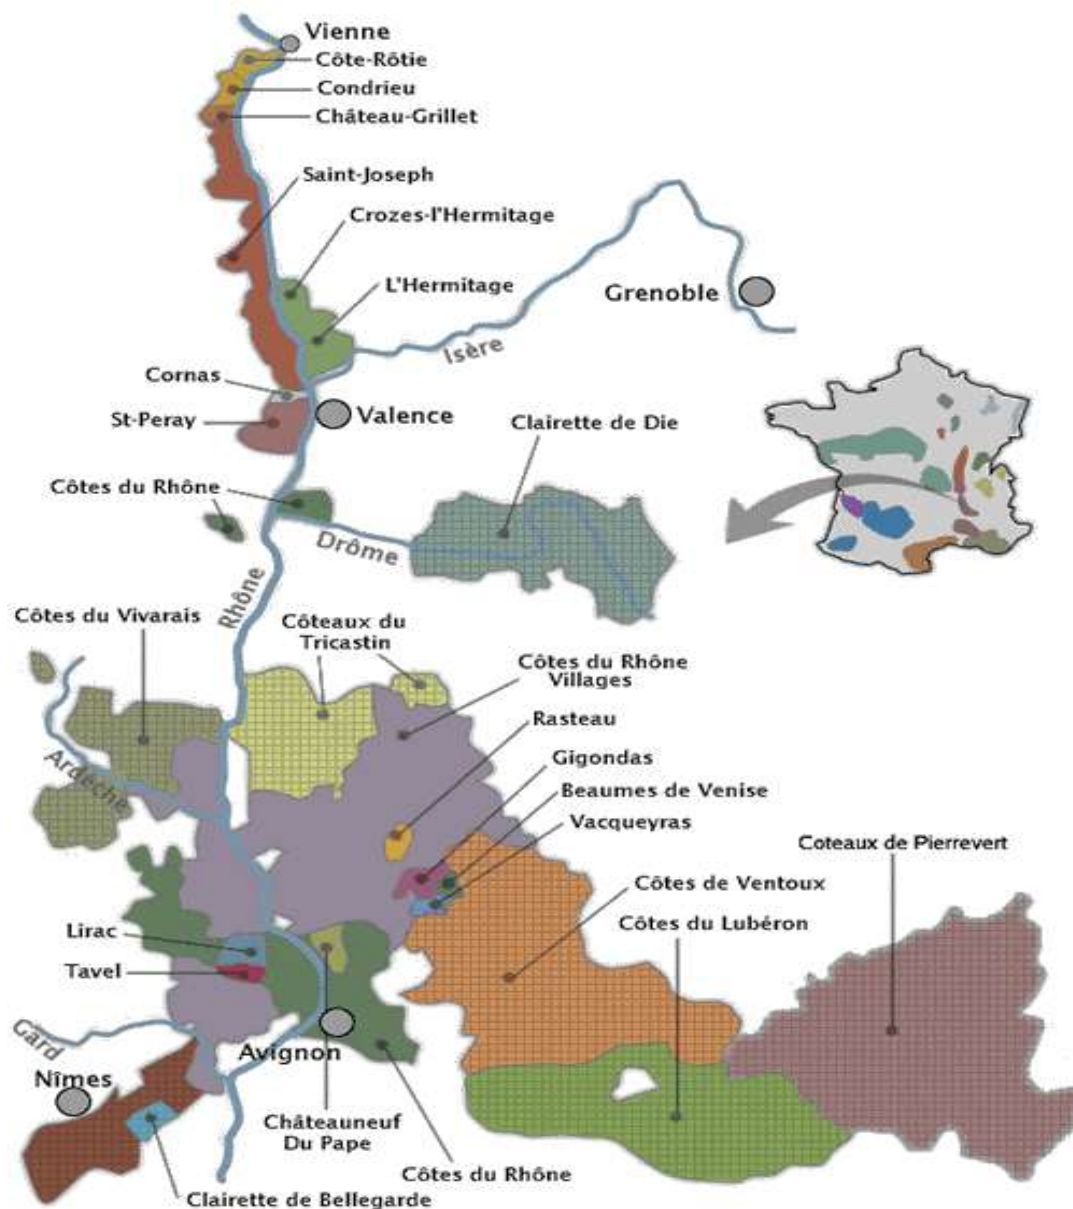 Vienne
Côte-Rôtie
Condrieu
Château-Grillet
Saint-Joseph
Crozes-l'Hermitage
L'Hermitage
Grenoble
Isère
Cornas
St-Peray
Valence
Clairette de Die
Côtes du Rhône
Drôme
Rhône
Côtes du Vivarais
Côteaux du
Tricastin
Côtes du Rhône
Villages
Rasteau
Gigondas
Ardèche
Beaumes de Venise
Vacqueyras
Coteaux de Pierrevert
Côtes de Ventoux
Côtes du Lubéron
Lirac
Tavel
Gard
Avignon
Nîmes
Châteauneuf
Du Pape
Côtes du Rhône
Clairette de Bellegarde